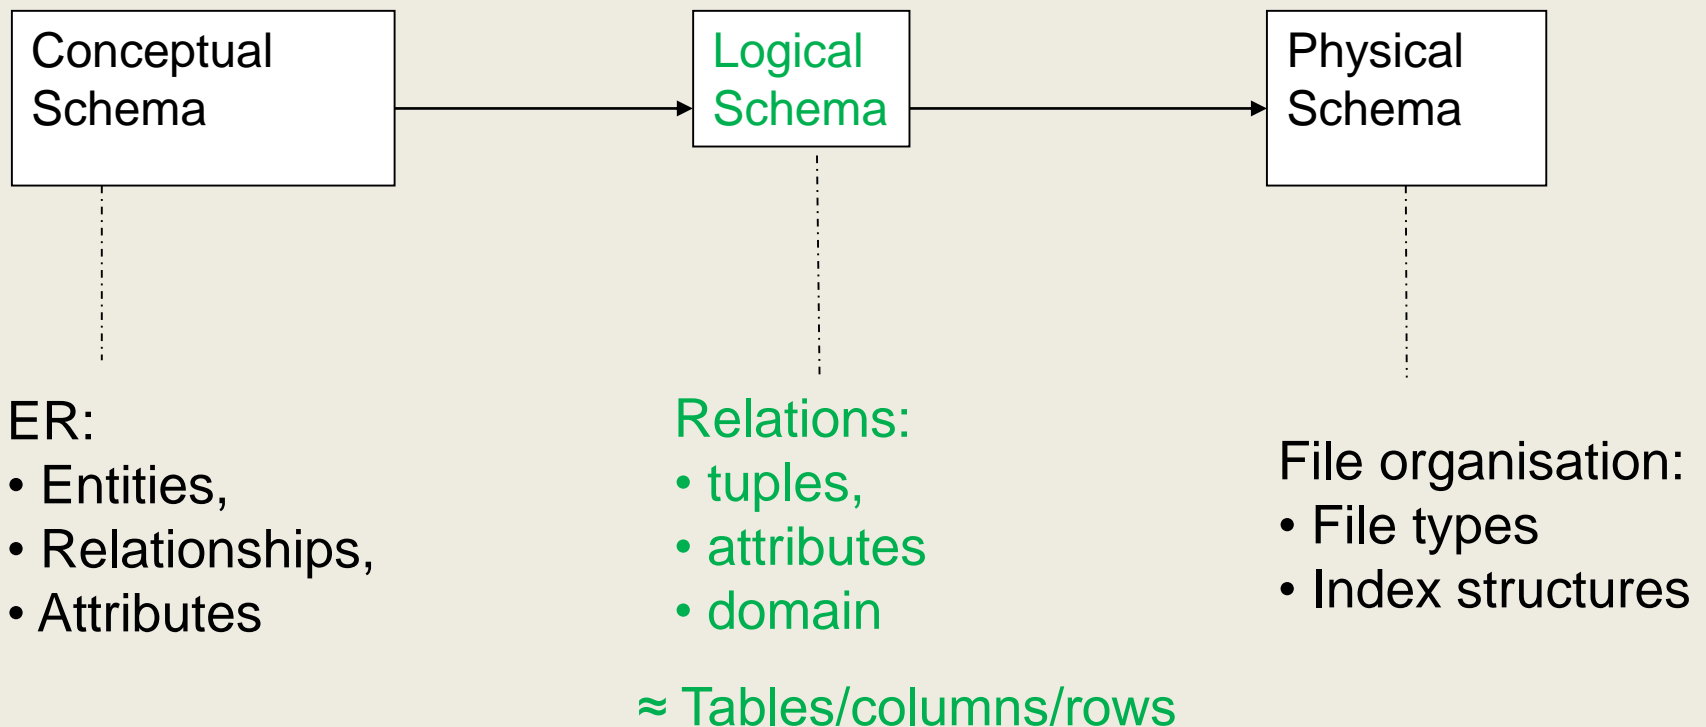 Conceptual
Schema
Logical
Schema
Physical
Schema
ER:
• Entities,
• Relationships,
• Attributes
Relations:
• tuples,
• attributes
• domain
≈ Tables/columns/rows
File organisation:
• File types
• Index structures